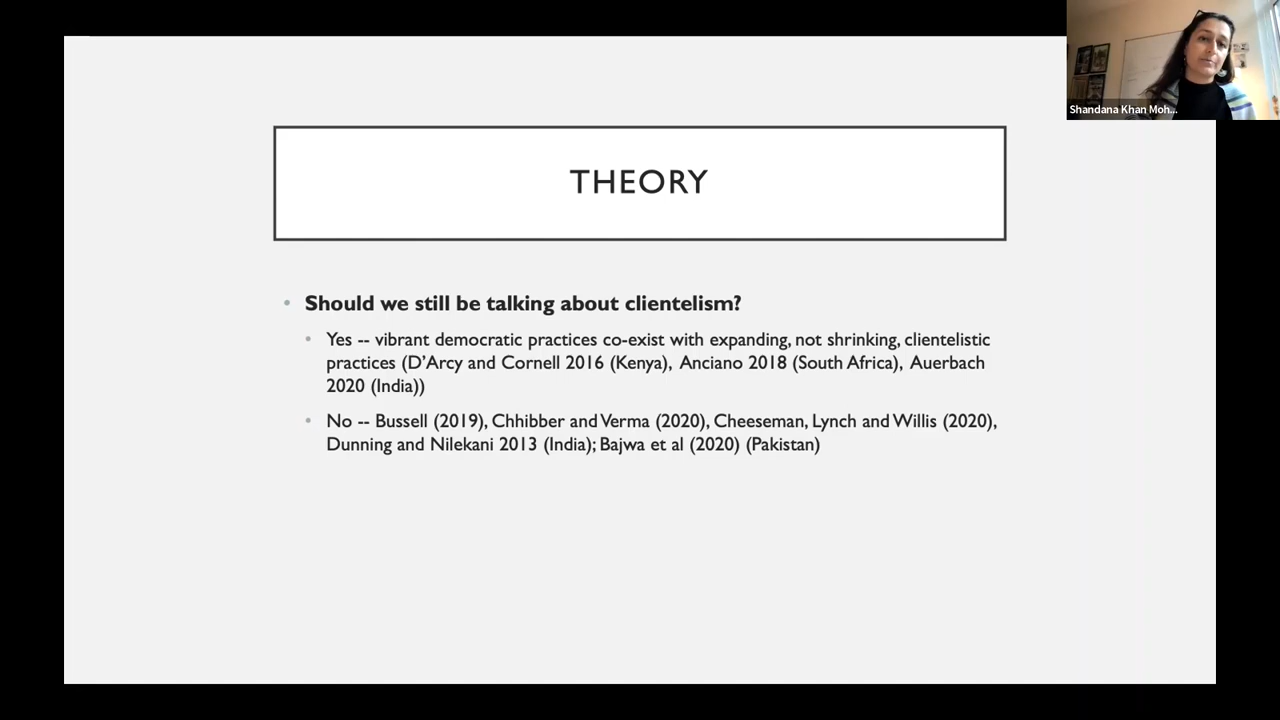 THEORY
• Should we still be talking about clientelism?
• Yes -- vibrant democratic practices co-exist with expanding, not shrinking, clientelistic
practices (D’Arcy and Cornell 2016 (Kenya), Anciano 2018 (South Africa), Auerbach
2020 (India))
• No -- Bussell (2019), Chhibber and Verma (2020), Cheeseman, Lynch and Willis (2020),
Dunning and Nilekani 2013 (India); Bajwa et al (2020) (Pakistan)
Shandana Khan Moh...